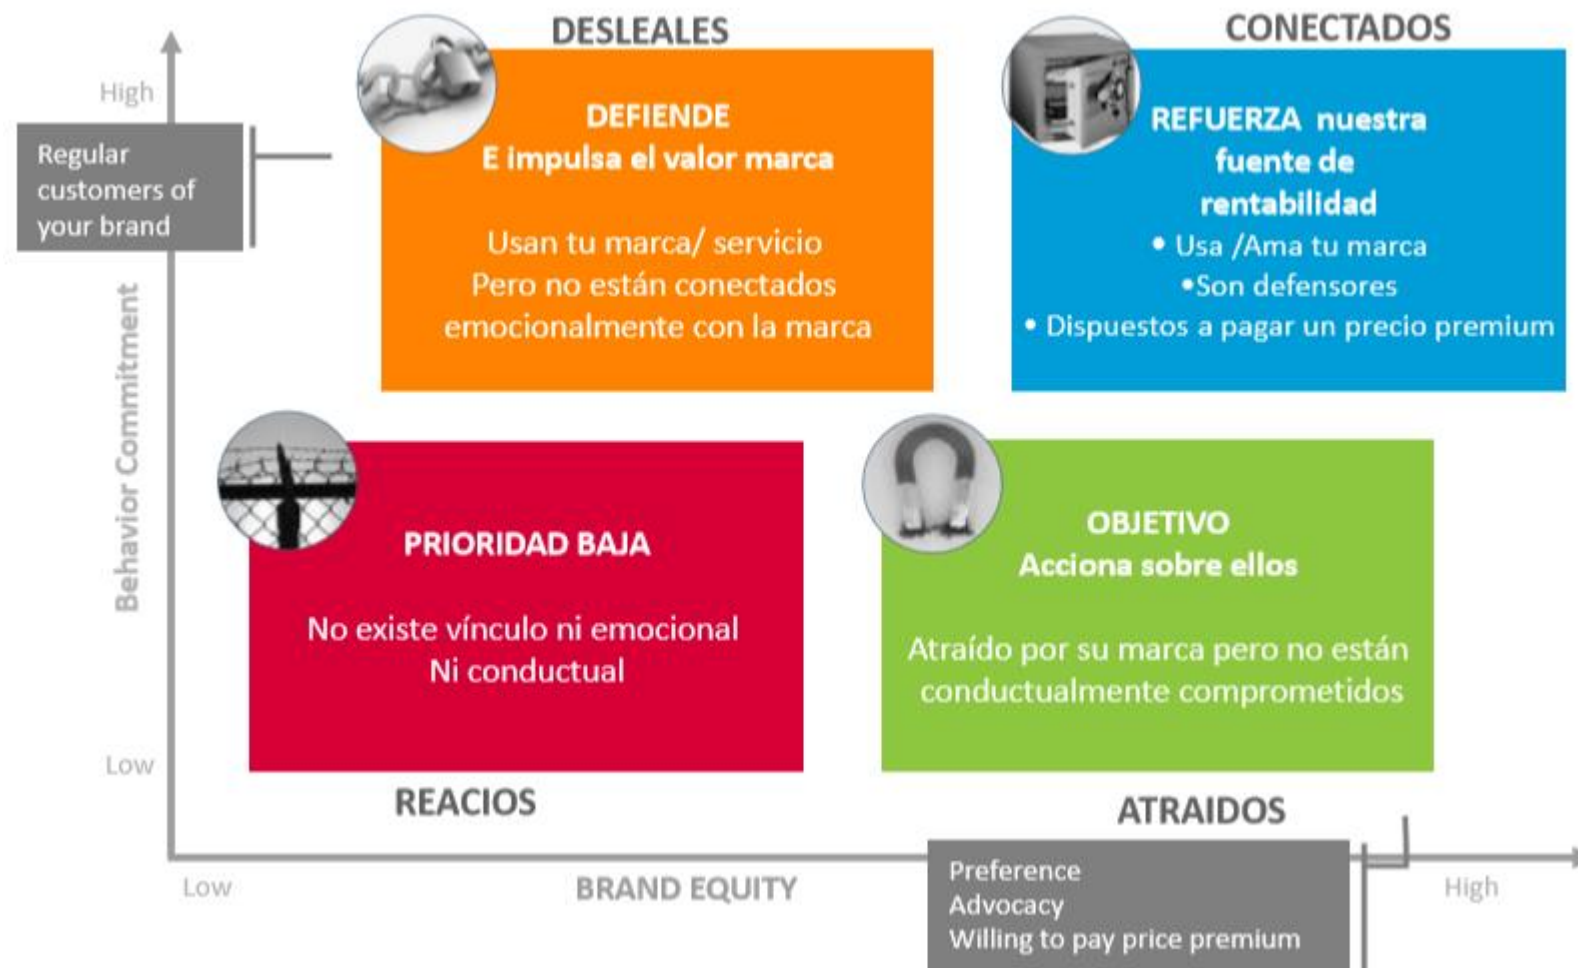 DESLEALES
CONECTADOS
High
Regular
customers of
your brand
DEFIENDE
E impulsa el valor marca
Usan tu marca/ servicio
Pero no están conectados
emocionalmente con la marca
REFUERZA nuestra
fuente de
rentabilidad
• Usa /Ama tu marca
•Son defensores
• Dispuestos a pagar un precio premium
Behavior Commitment
PRIORIDAD BAJA
No existe vínculo ni emocional
Ni conductual
OBJETIVO
Acciona sobre ellos
Atraído por su marca pero no están
conductualmente comprometidos
Low
REACIOS
ATRAIDOS
Low
BRAND EQUITY
Preference
Advocacy
Willing to pay price premium
High